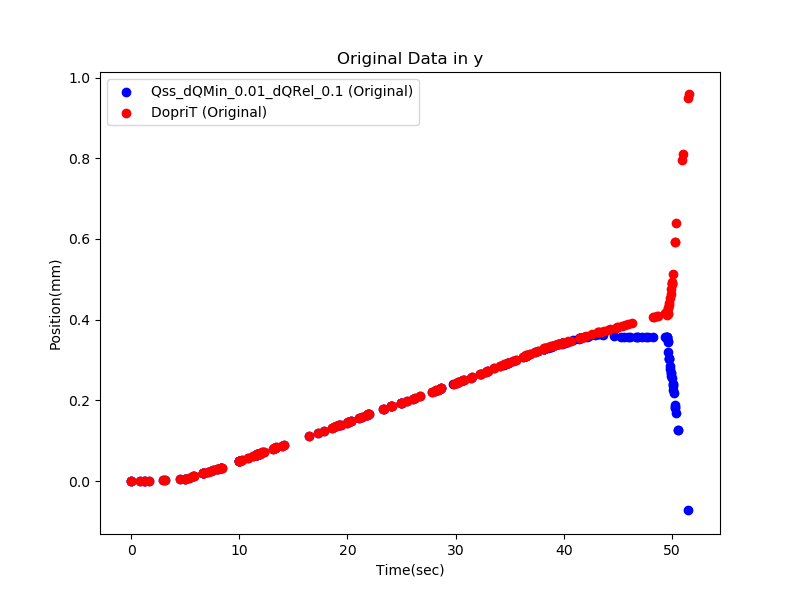 Original Data in y
Qss_dQMin_0.01_dQRel_0.1 (Original)
DopriT (Original)
1.0
0.8
0.6
0.4
0.2
0.0
Position(mm)
0 10 20 30 40 50
Time(sec)